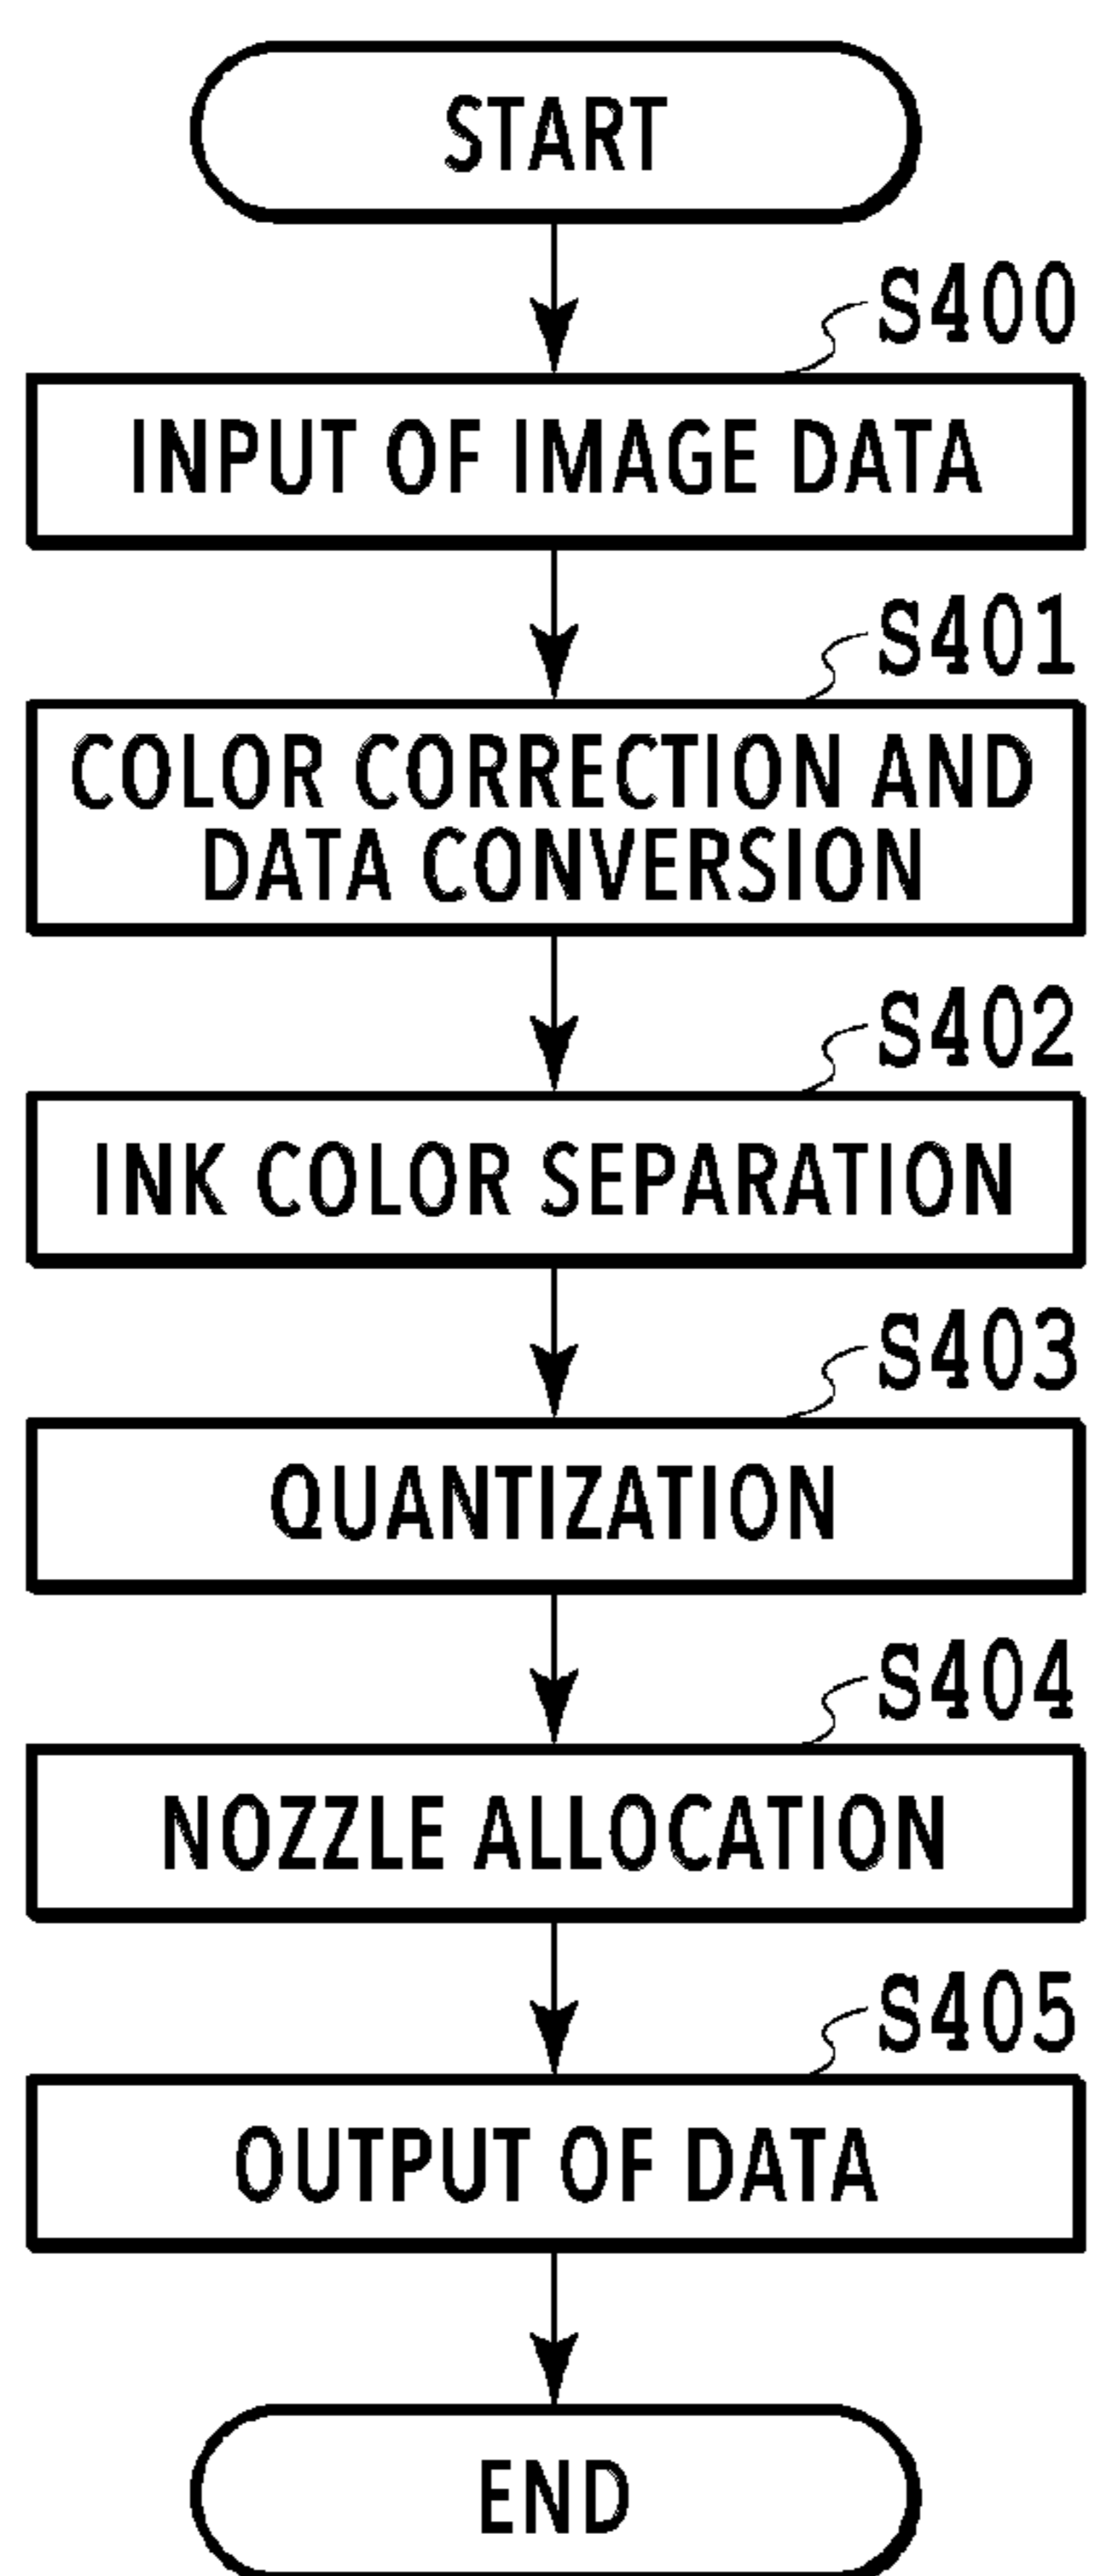 START
S400
INPUT OF IMAGE DATA
S401
COLOR CORRECTION AND
DATA CONVERSION
S402
INK COLOR SEPARATION
S403
QUANTIZATION
S404
NOZZLE ALLOCATION
S405
OUTPUT OF DATA
END